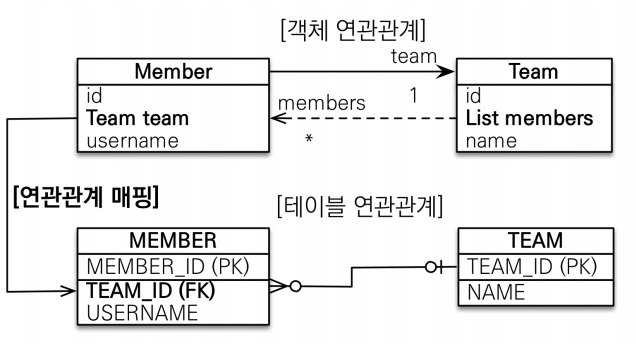 [객체 연관관계]
team
Member
id
Team team
username
members
1
*
Team
id
List members
name
[연관관계 매핑]
[테이블 연관관계]
MEMBER
MEMBER_ID (PK)
TEAM_ID (FK)
USERNAME
TEAM
TEAM_ID (PK)
NAME